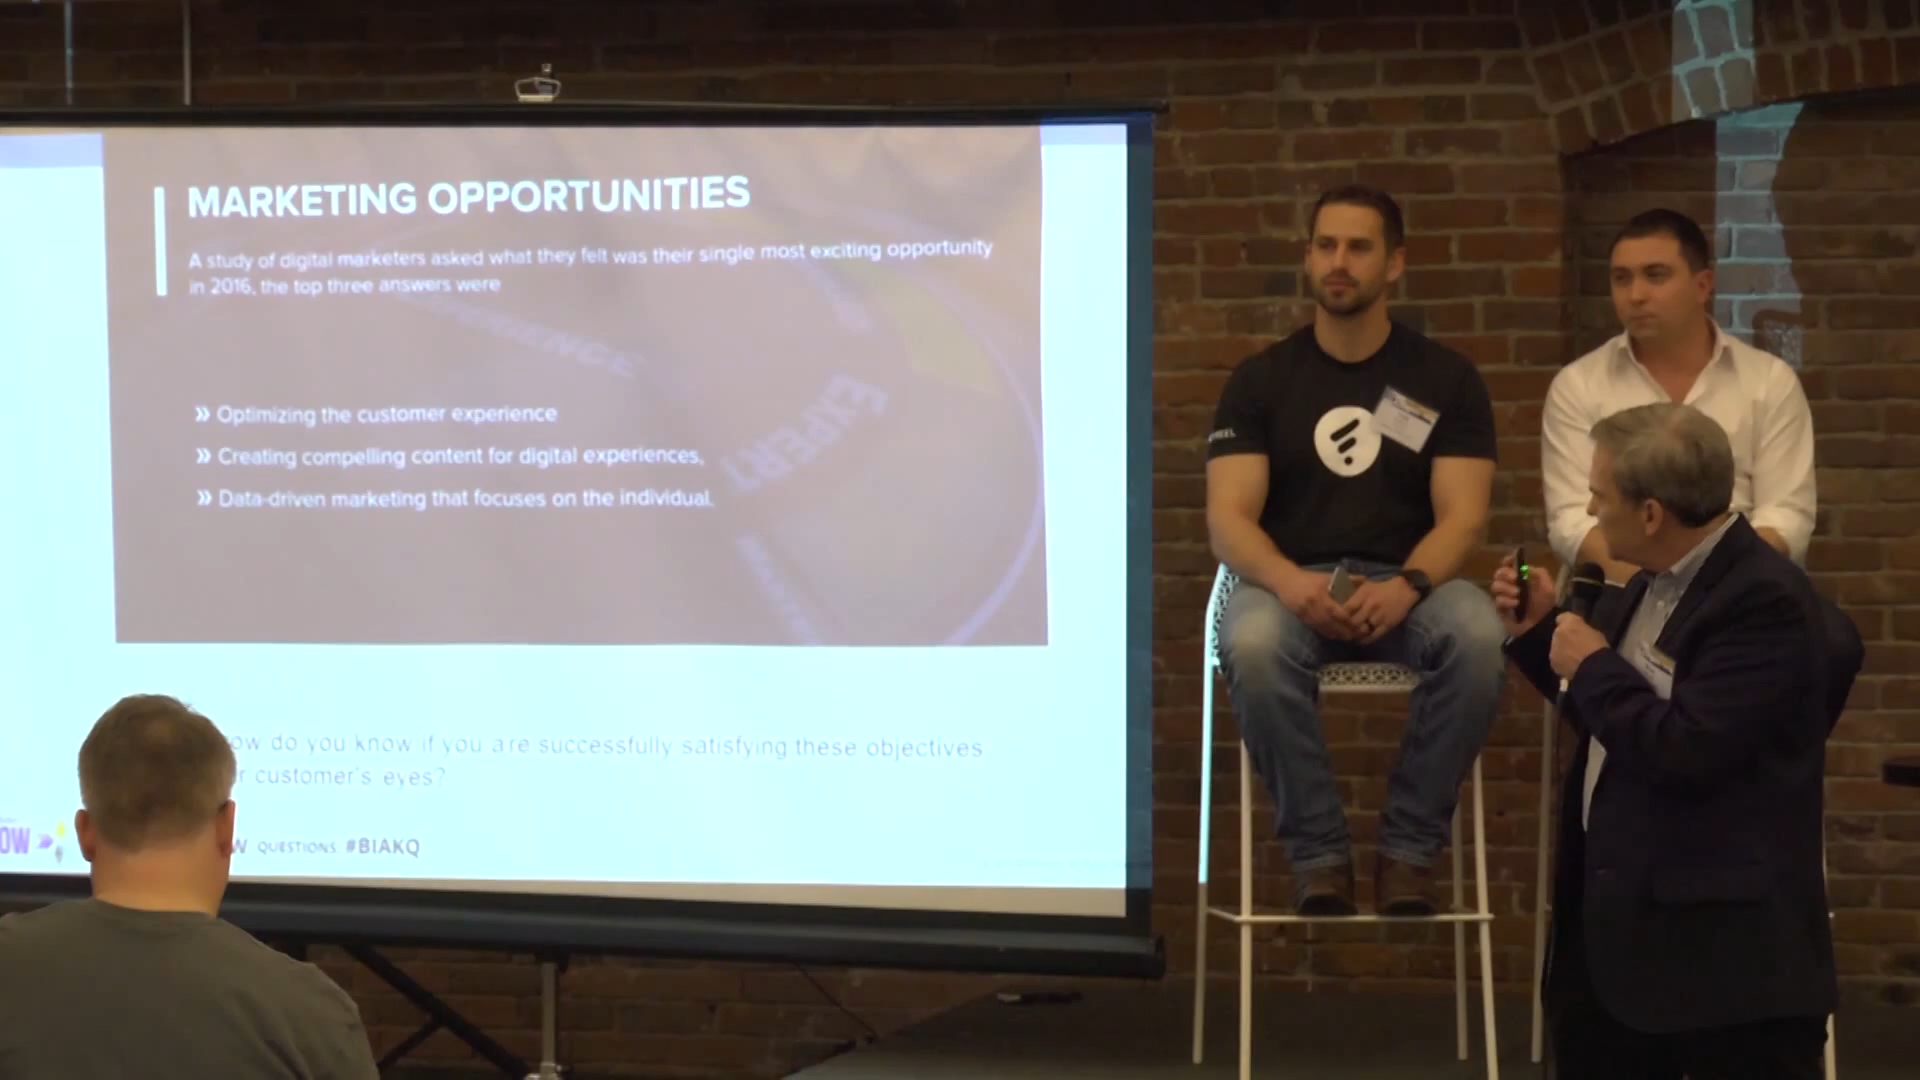 MARKETING OPPORTUNITIES
A study of digital marketers asked what they felt was their single most exciting opportunity
in 2016, the top three answers were
» Optimizing the customer experience
» Creating compelling content for digital experiences,
» Data-driven marketing that focuses on the individual.
EXPERT
do you know if you are successfully satisfying these objectives
customer's eyes?
QUESTIONS #BIAKQ